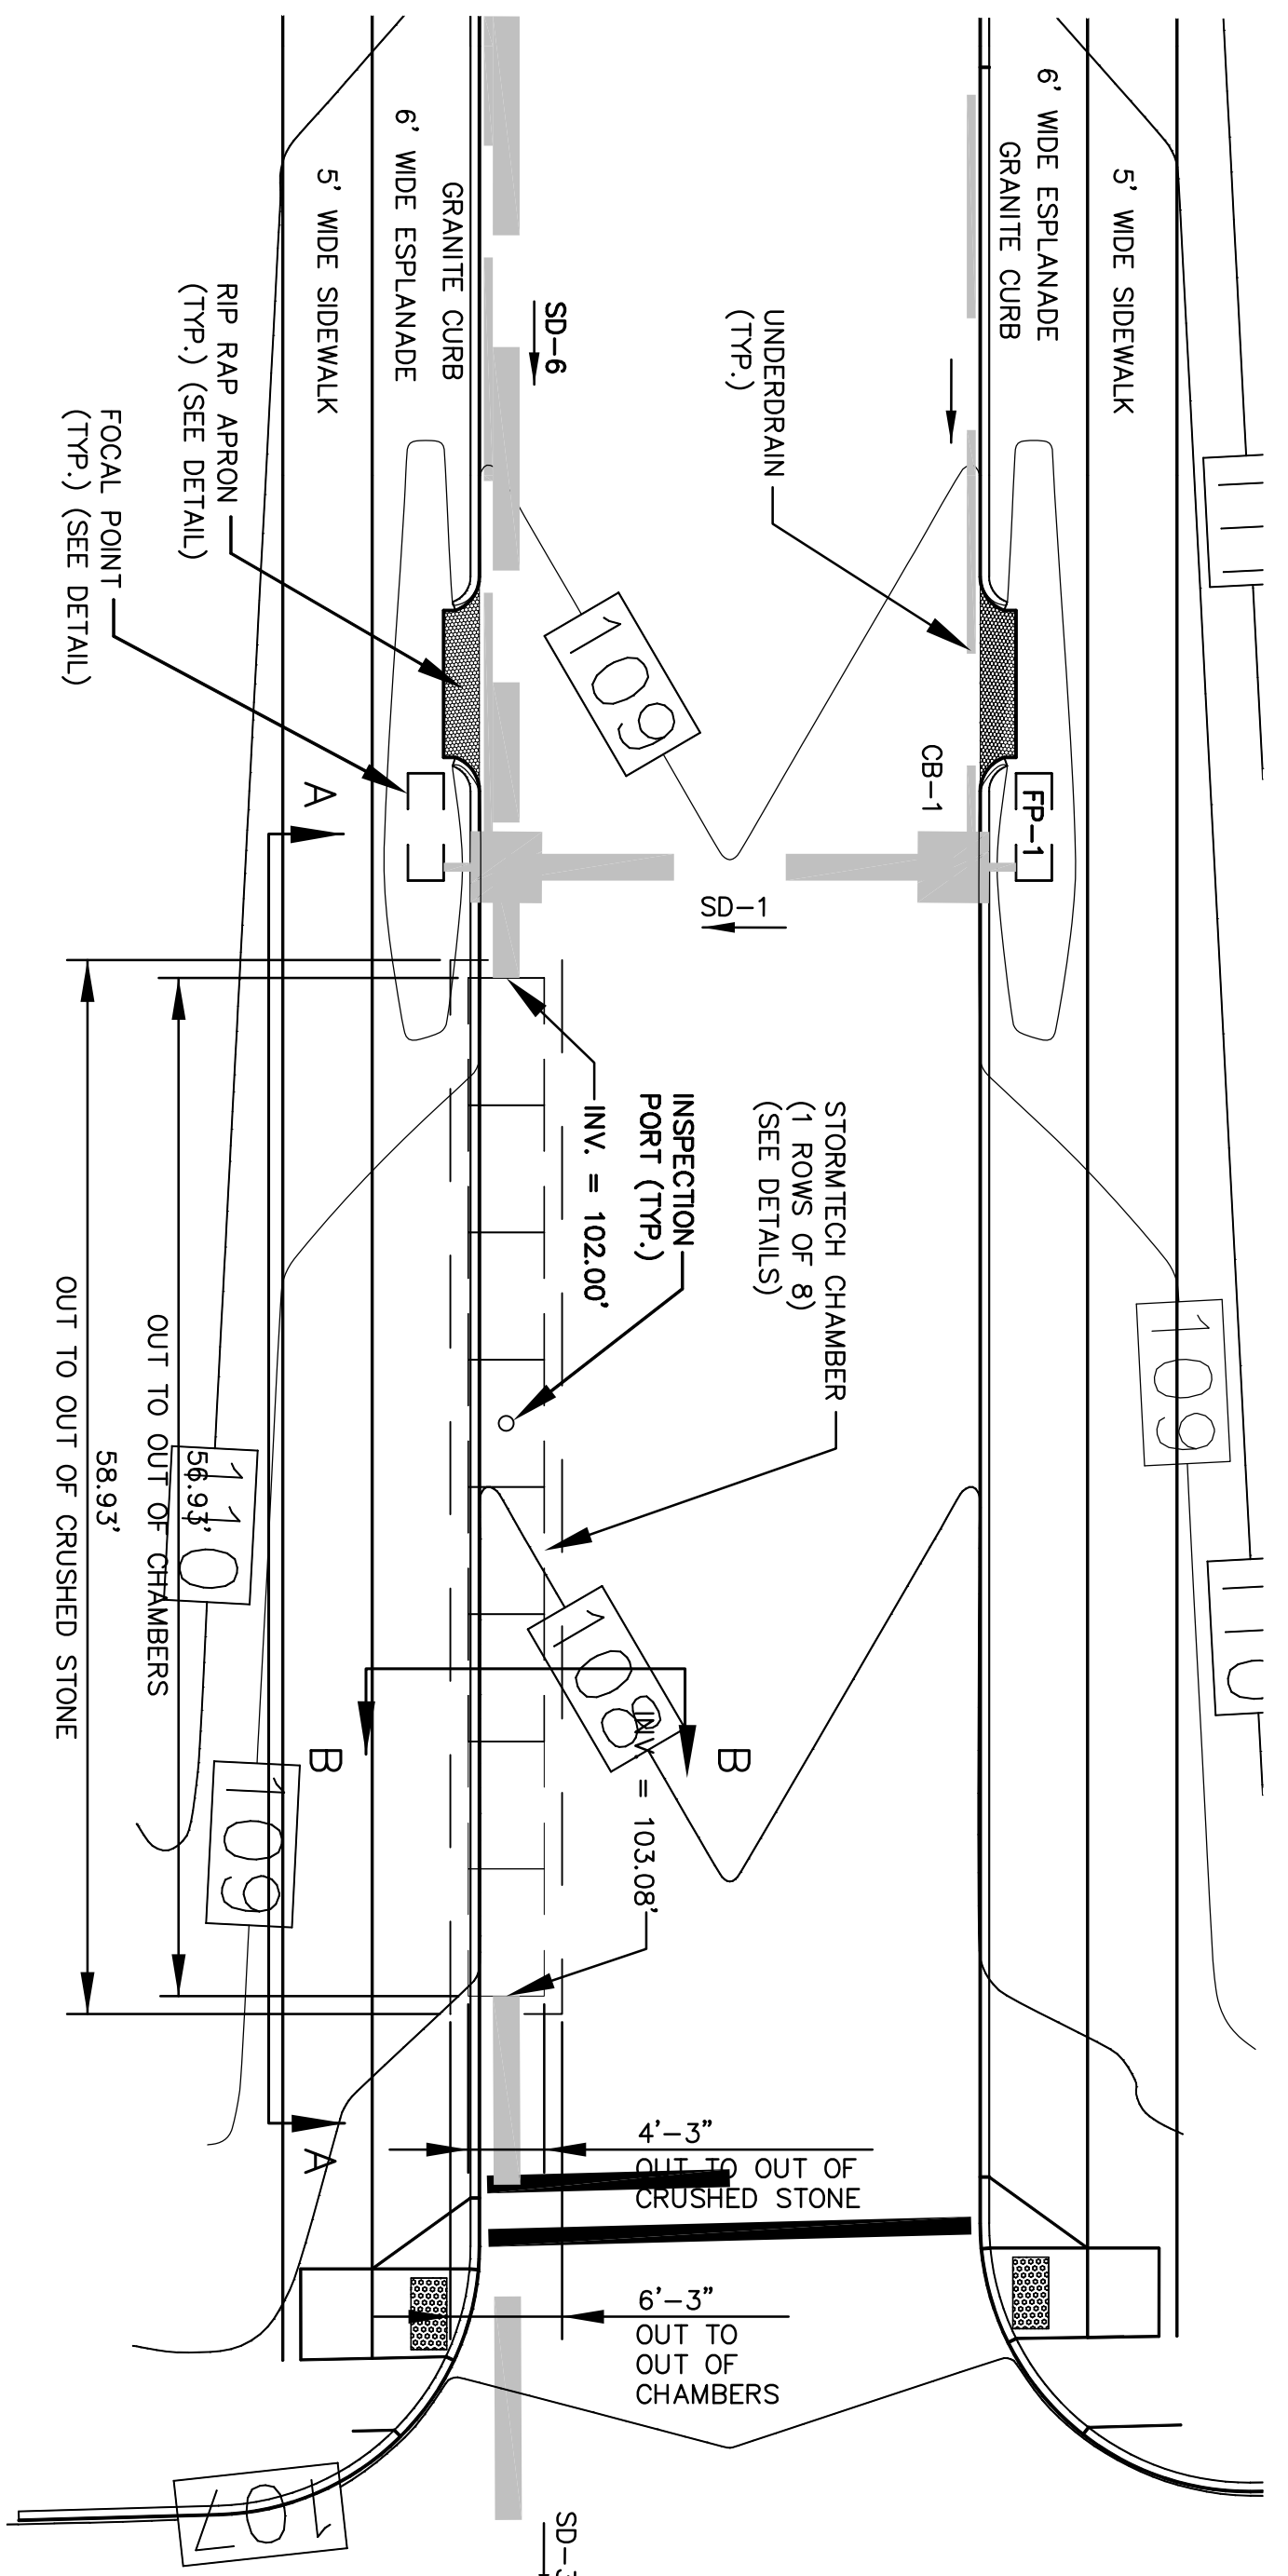 6' WIDE ESPLANADE
GRANITE CURB
5' WIDE SIDEWALK
5' WIDE SIDEWALK
6' WIDE ESPLANADE
GRANITE CURB
RIP RAP APRON
(TYP.) (SEE DETAIL)
FOCAL POINT
(TYP.) (SEE DETAIL)
SD-6
UNDERDRAIN
(TYP.)
109
CB-1
FP-1
A
SD-1
INV. = 102.00'
INSPECTION
PORT (TYP.)
STORMTECH CHAMBER
(1 ROWS OF 8)
(SEE DETAILS)
109
110
56.93'
OUT TO OUT OF CHAMBERS
58.93'
OUT TO OUT OF CRUSHED STONE
108
110
B
B
INV. = 103.08'
109
A
4'-3"
OUT TO OUT OF
CRUSHED STONE
6'-3"
OUT TO
OUT OF
CHAMBERS
107